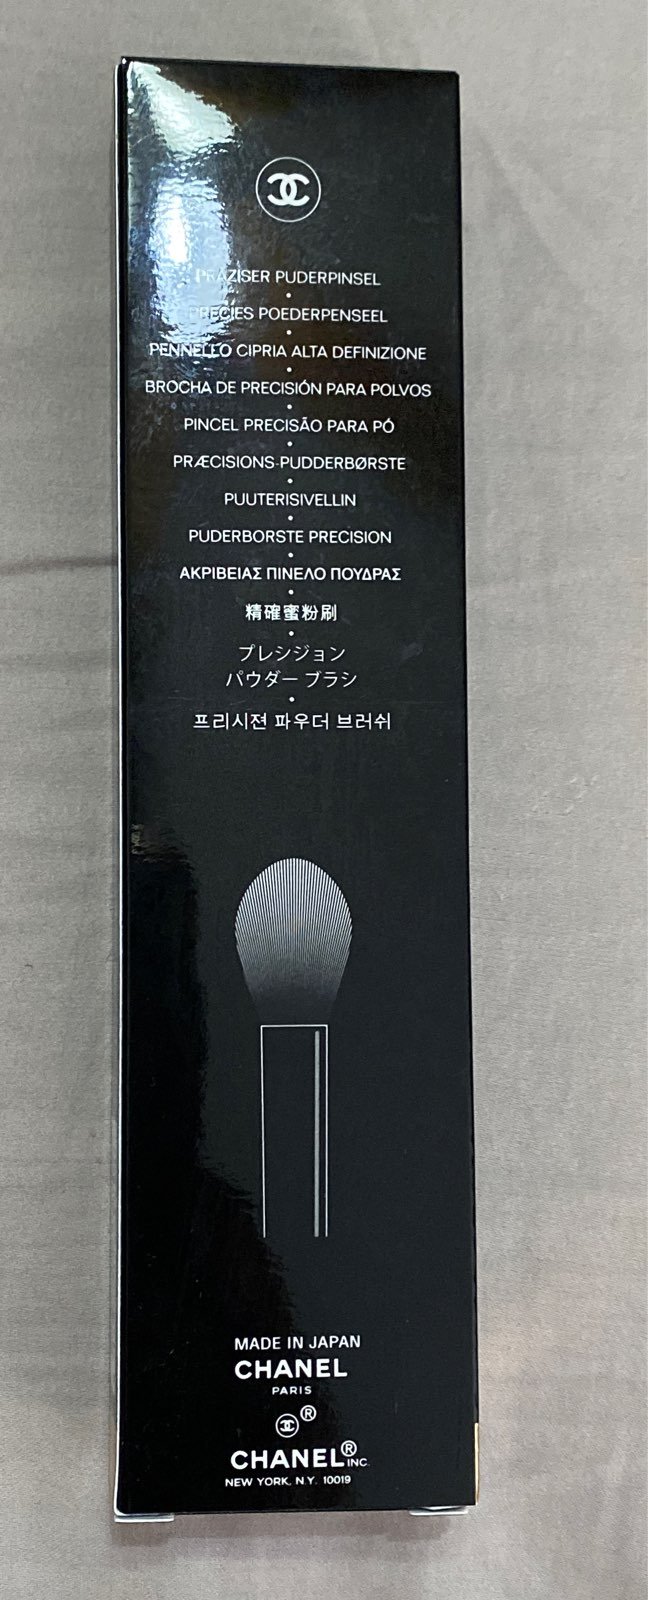 PRÄZISER PUDERPINSEL
•
PRECIES POEDERPENSEEL
•
PENNELLO CIPRIA ALTA DEFINIZIONE
•
BROCHA DE PRECISIÓN PARA POLVOS
•
PINCEL PRECISÃO PARA PÓ
•
PRÆCISIONS-PUDDERBØRSTE
•
PUUTERISIVELLIN
•
PUDERBORSTE PRECISION
•
ΑΚΡΙΒΕΙΑΣ ΠΙΝΕΛΟ ΠΟΥΔΡΑΣ
•
精確蜜粉刷
•
プレシジョン
パウダー ブラシ
•
프리시젼 파우더 브러쉬
MADE IN JAPAN
CHANEL
PARIS
®
CHANEL® INC.
NEW YORK, N.Y. 10019